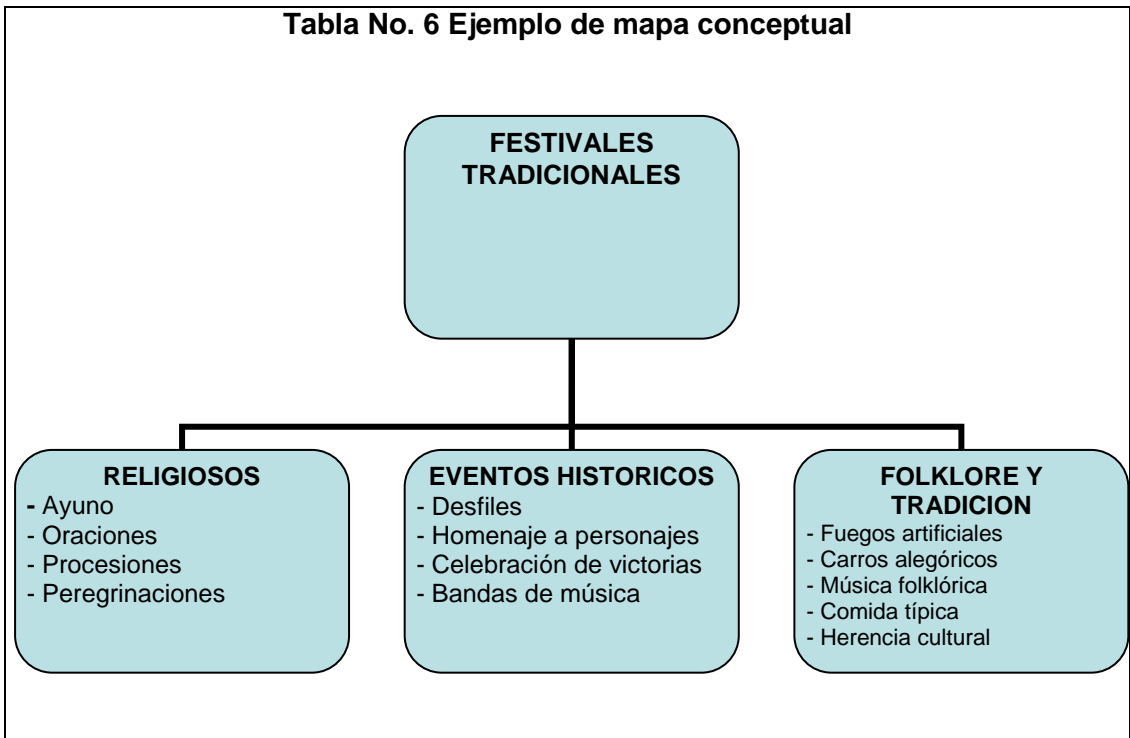 Tabla No. 6 Ejemplo de mapa conceptual
FESTIVALES
TRADICIONALES
RELIGIOSOS
- Ayuno
- Oraciones
- Procesiones
- Peregrinaciones
EVENTOS HISTORICOS
- Desfiles
- Homenaje a personajes
- Celebración de victorias
- Bandas de música
FOLKLORE Y
TRADICION
- Fuegos artificiales
- Carros alegóricos
- Música folklórica
- Comida típica
- Herencia cultural